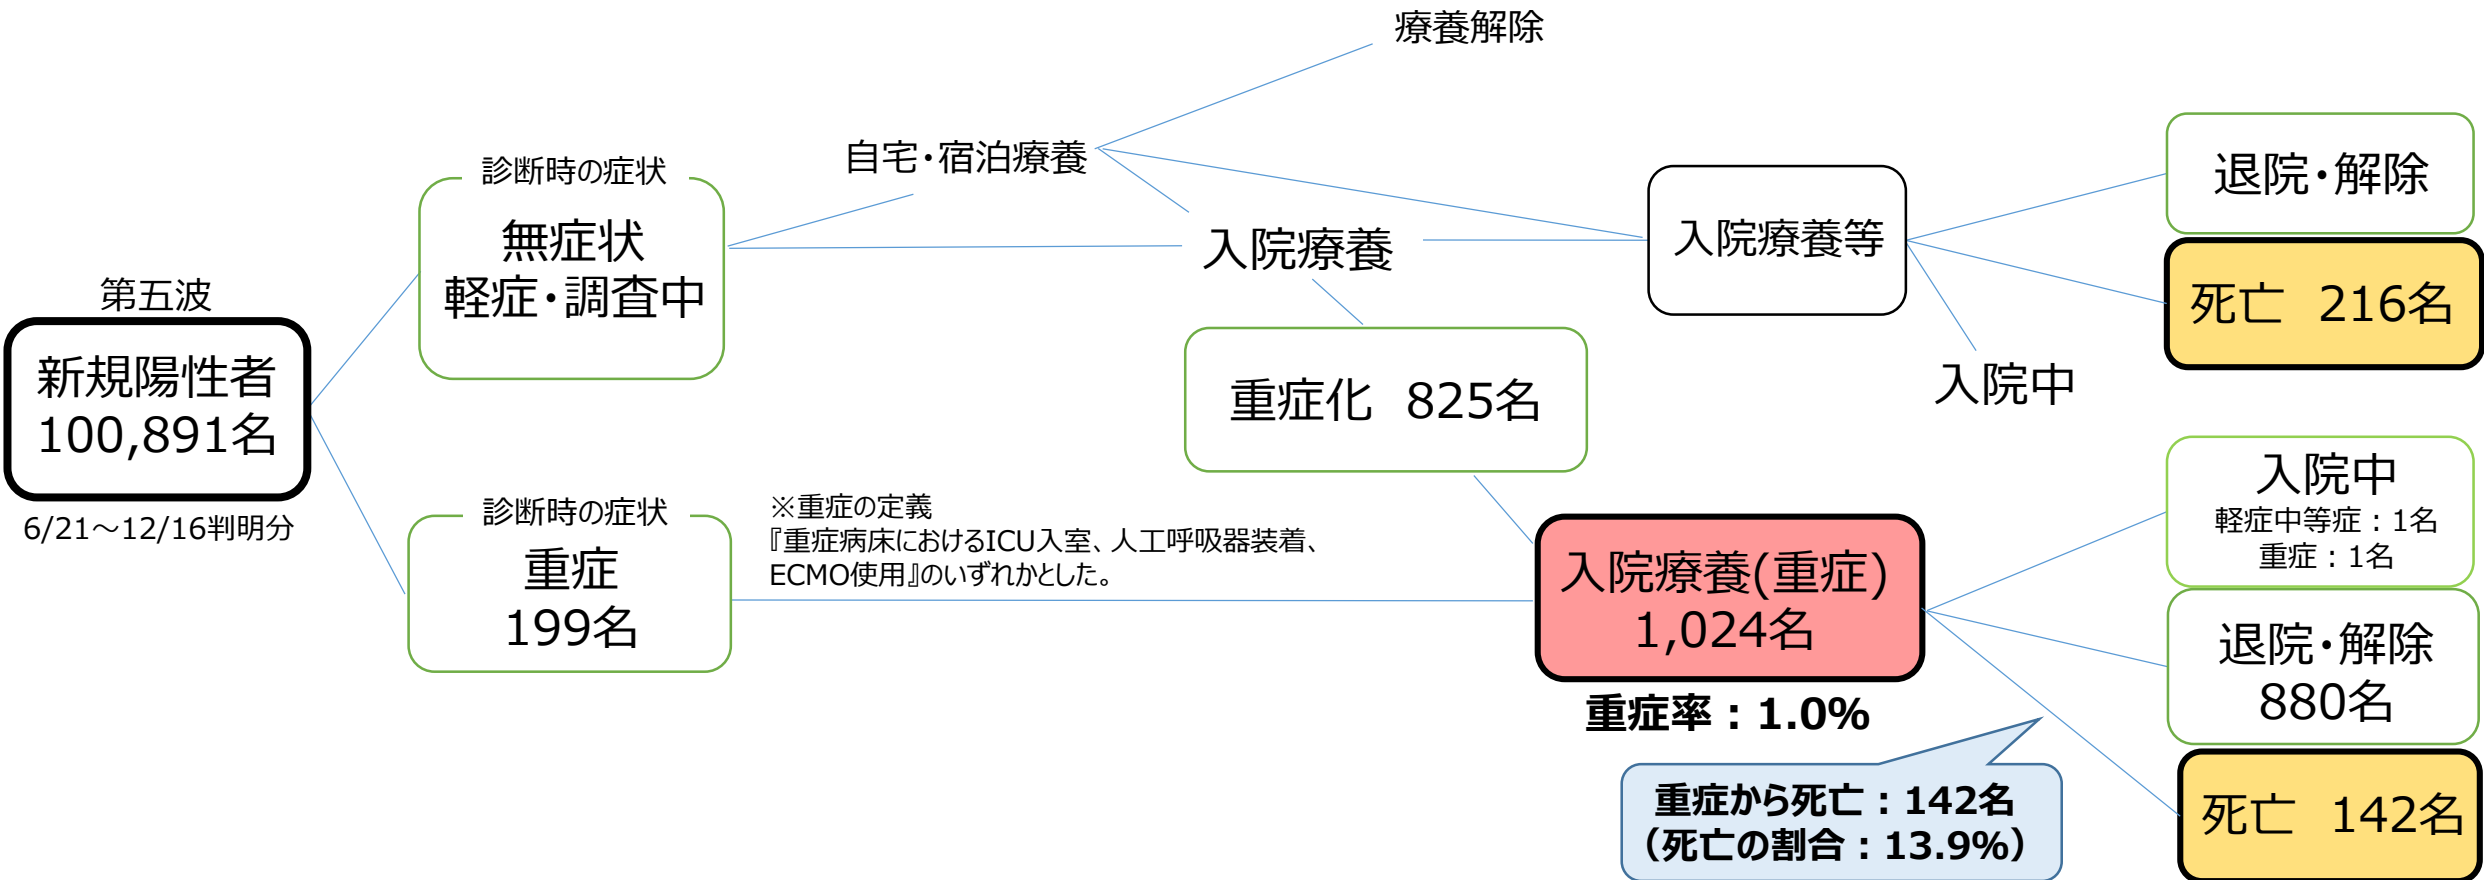 療養解除
自宅・宿泊療養
診断時の症状
無症状
軽症・調査中
入院療養
入院療養等
退院・解除
死亡　216名
入院中
第五波
新規陽性者
100,891名
6/21～12/16判明分
重症化　825名
診断時の症状
重症
199名
※重症の定義
『重症病床におけるICU入室、人工呼吸器装着、
ECMO使用』のいずれかとした。
入院療養(重症)
1,024名
重症率：1.0%
入院中
軽症中等症：1名
重症：1名
退院・解除
880名
重症から死亡：142名
（死亡の割合：13.9%）
死亡　142名